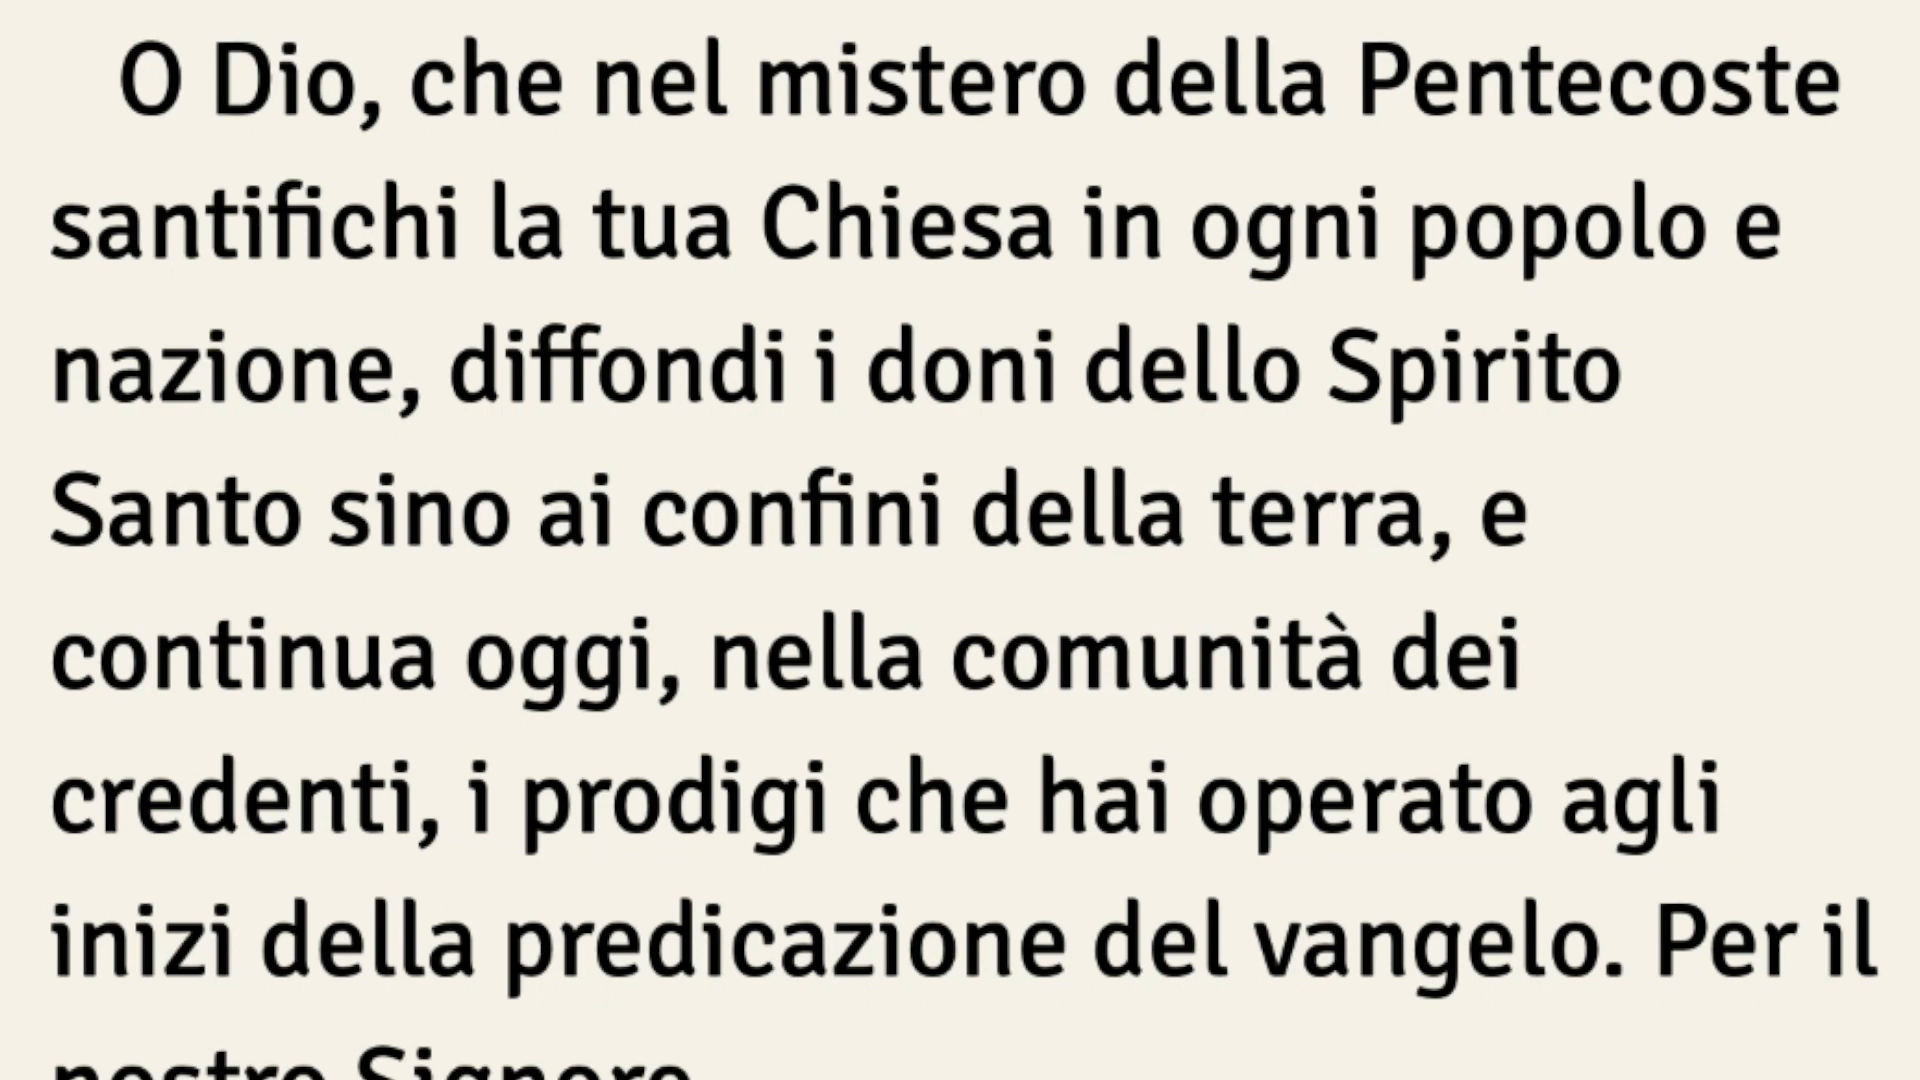 O Dio, che nel mistero della Pentecoste
santifichi la tua Chiesa in ogni popolo e
nazione, diffondi i doni dello Spirito
Santo sino ai confini della terra, e
continua oggi, nella comunità dei
credenti, i prodigi che hai operato agli
inizi della predicazione del vangelo. Per il
nostro Signore